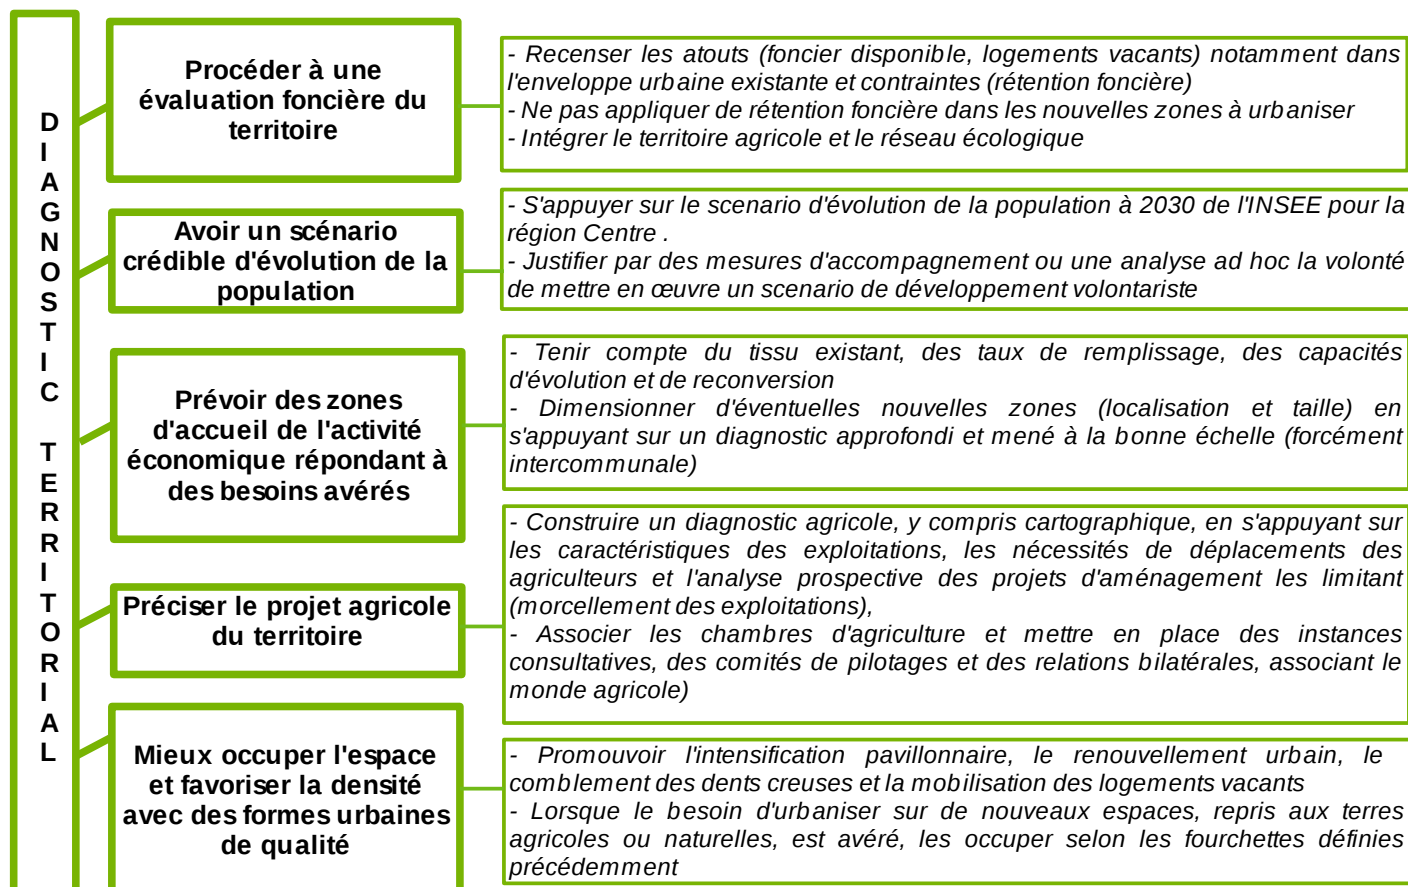 DIAGNOSTIC TERRITORIAL
Procéder à une
évaluation foncière du
territoire
- Recenser les atouts (foncier disponible, logements vacants) notamment dans
l'enveloppe urbaine existante et contraintes (rétention foncière)
- Ne pas appliquer de rétention foncière dans les nouvelles zones à urbaniser
- Intégrer le territoire agricole et le réseau écologique
Avoir un scénario
crédible d'évolution de la
population
- S'appuyer sur le scenario d'évolution de la population à 2030 de l'INSEE pour la
région Centre .
- Justifier par des mesures d'accompagnement ou une analyse ad hoc la volonté
de mettre en œuvre un scenario de développement volontariste
Prévoir des zones
d'accueil de l'activité
économique répondant à
des besoins avérés
- Tenir compte du tissu existant, des taux de remplissage, des capacités
d'évolution et de reconversion
- Dimensionner d'éventuelles nouvelles zones (localisation et taille) en
s'appuyant sur un diagnostic approfondi et mené à la bonne échelle (forcément
intercommunale)
Préciser le projet agricole
du territoire
- Construire un diagnostic agricole, y compris cartographique, en s'appuyant sur
les caractéristiques des exploitations, les nécessités de déplacements des
agriculteurs et l'analyse prospective des projets d'aménagement les limitant
(morcellement des exploitations),
- Associer les chambres d'agriculture et mettre en place des instances
consultatives, des comités de pilotages et des relations bilatérales, associant le
monde agricole)
Mieux occuper l'espace
et favoriser la densité
avec des formes urbaines
de qualité
- Promouvoir l'intensification pavillonnaire, le renouvellement urbain, le
comblement des dents creuses et la mobilisation des logements vacants
- Lorsque le besoin d'urbaniser sur de nouveaux espaces, repris aux terres
agricoles ou naturelles, est avéré, les occuper selon les fourchettes définies
précédemment